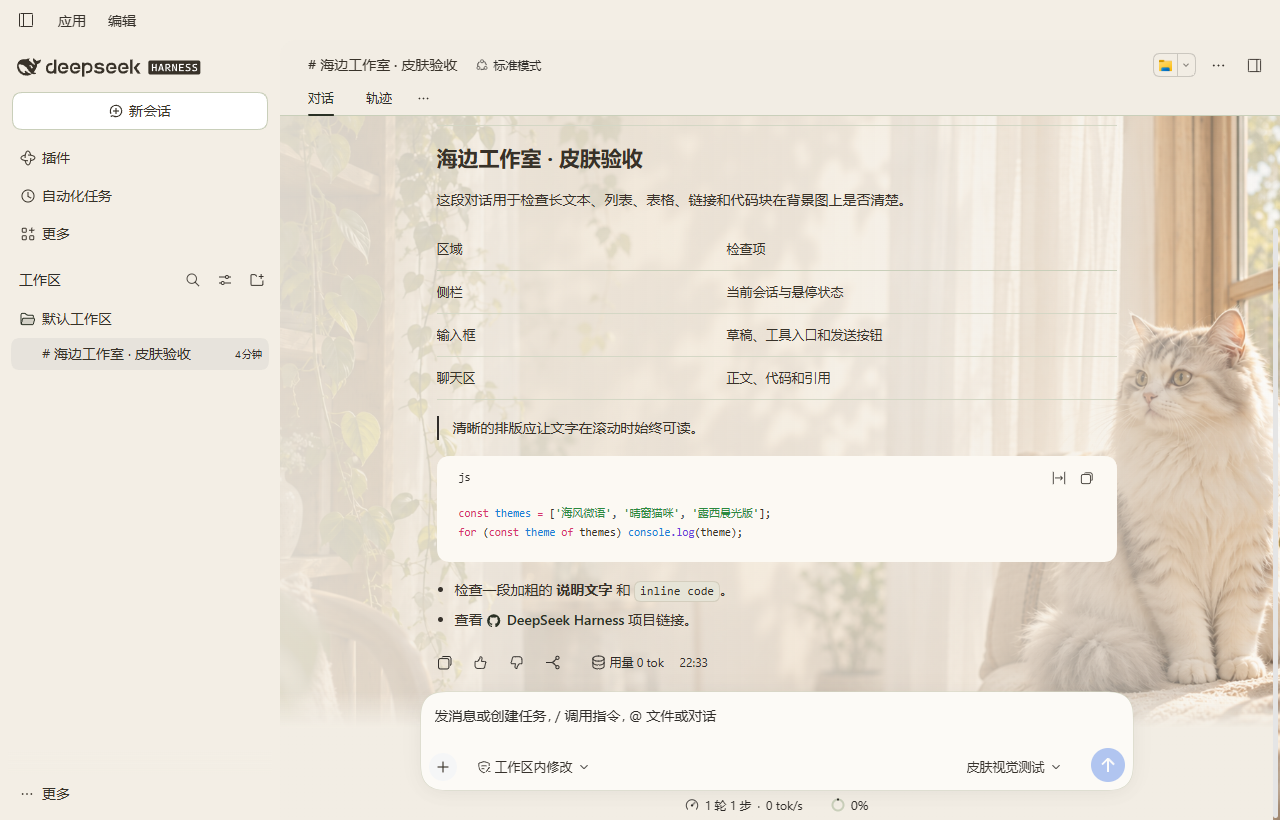 应用 编辑
deepseek HARNESS
新会话
插件
自动化任务
更多
工作区
默认工作区
# 海边工作室 · 皮肤验收 4分钟
更多
# 海边工作室 · 皮肤验收 标准模式
对话 轨迹
海边工作室 · 皮肤验收
这段对话用于检查长文本、列表、表格、链接和代码块在背景图上是否清楚。
区域 检查项
侧栏 当前会话与悬停状态
输入框 草稿、工具入口和发送按钮
聊天区 正文、代码和引用
清晰的排版应让文字在滚动时始终可读。
js
const themes = ['海风微语', '晴窗猫咪', '露西晨光版'];
for (const theme of themes) console.log(theme);
检查一段加粗的 说明文字 和 inline code 。
查看 DeepSeek Harness 项目链接。
用量 0 tok 22:33
发消息或创建任务, / 调用指令, @ 文件或对话
工作区内修改 皮肤视觉测试
1 轮 1 步 · 0 tok/s 0%